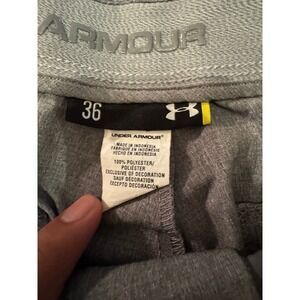 ARMOUR
36
UNDER ARMOUR®
MADE IN INDONESIA
FABRIQUÉ EN INDONÉSIE
HECHO EN INDONESIA
100% POLYESTER/
POLIÉSTER
EXCLUSIVE OF DECORATION
SAUF DÉCORATION
EXCEPTO DECORACIÓN